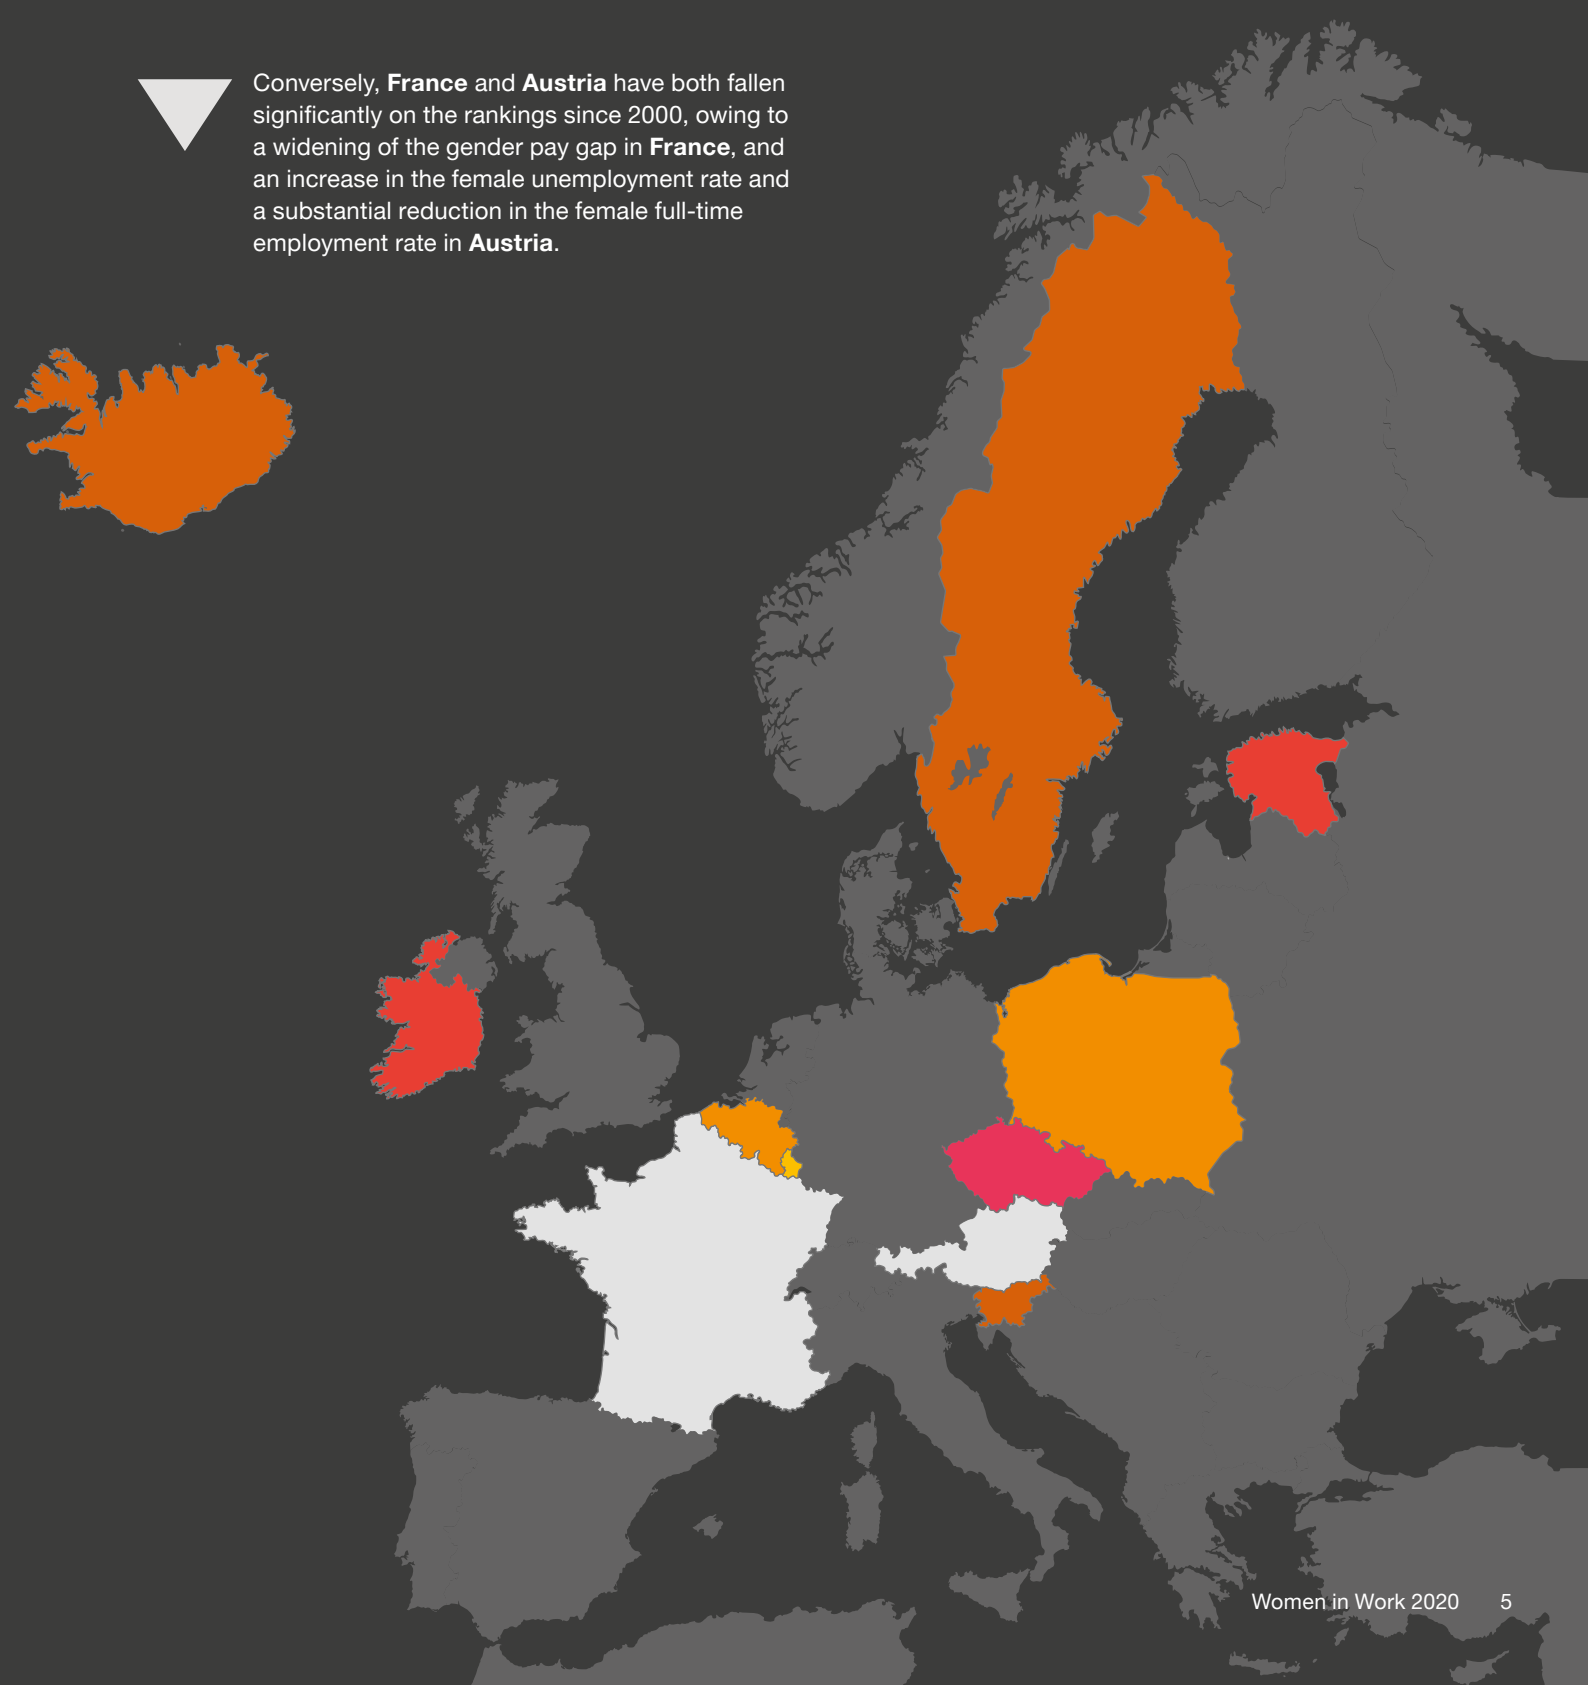 Conversely, France and Austria have both fallen
significantly on the rankings since 2000, owing to
a widening of the gender pay gap in France, and
an increase in the female unemployment rate and
a substantial reduction in the female full-time
employment rate in Austria.
Women in Work 2020 5